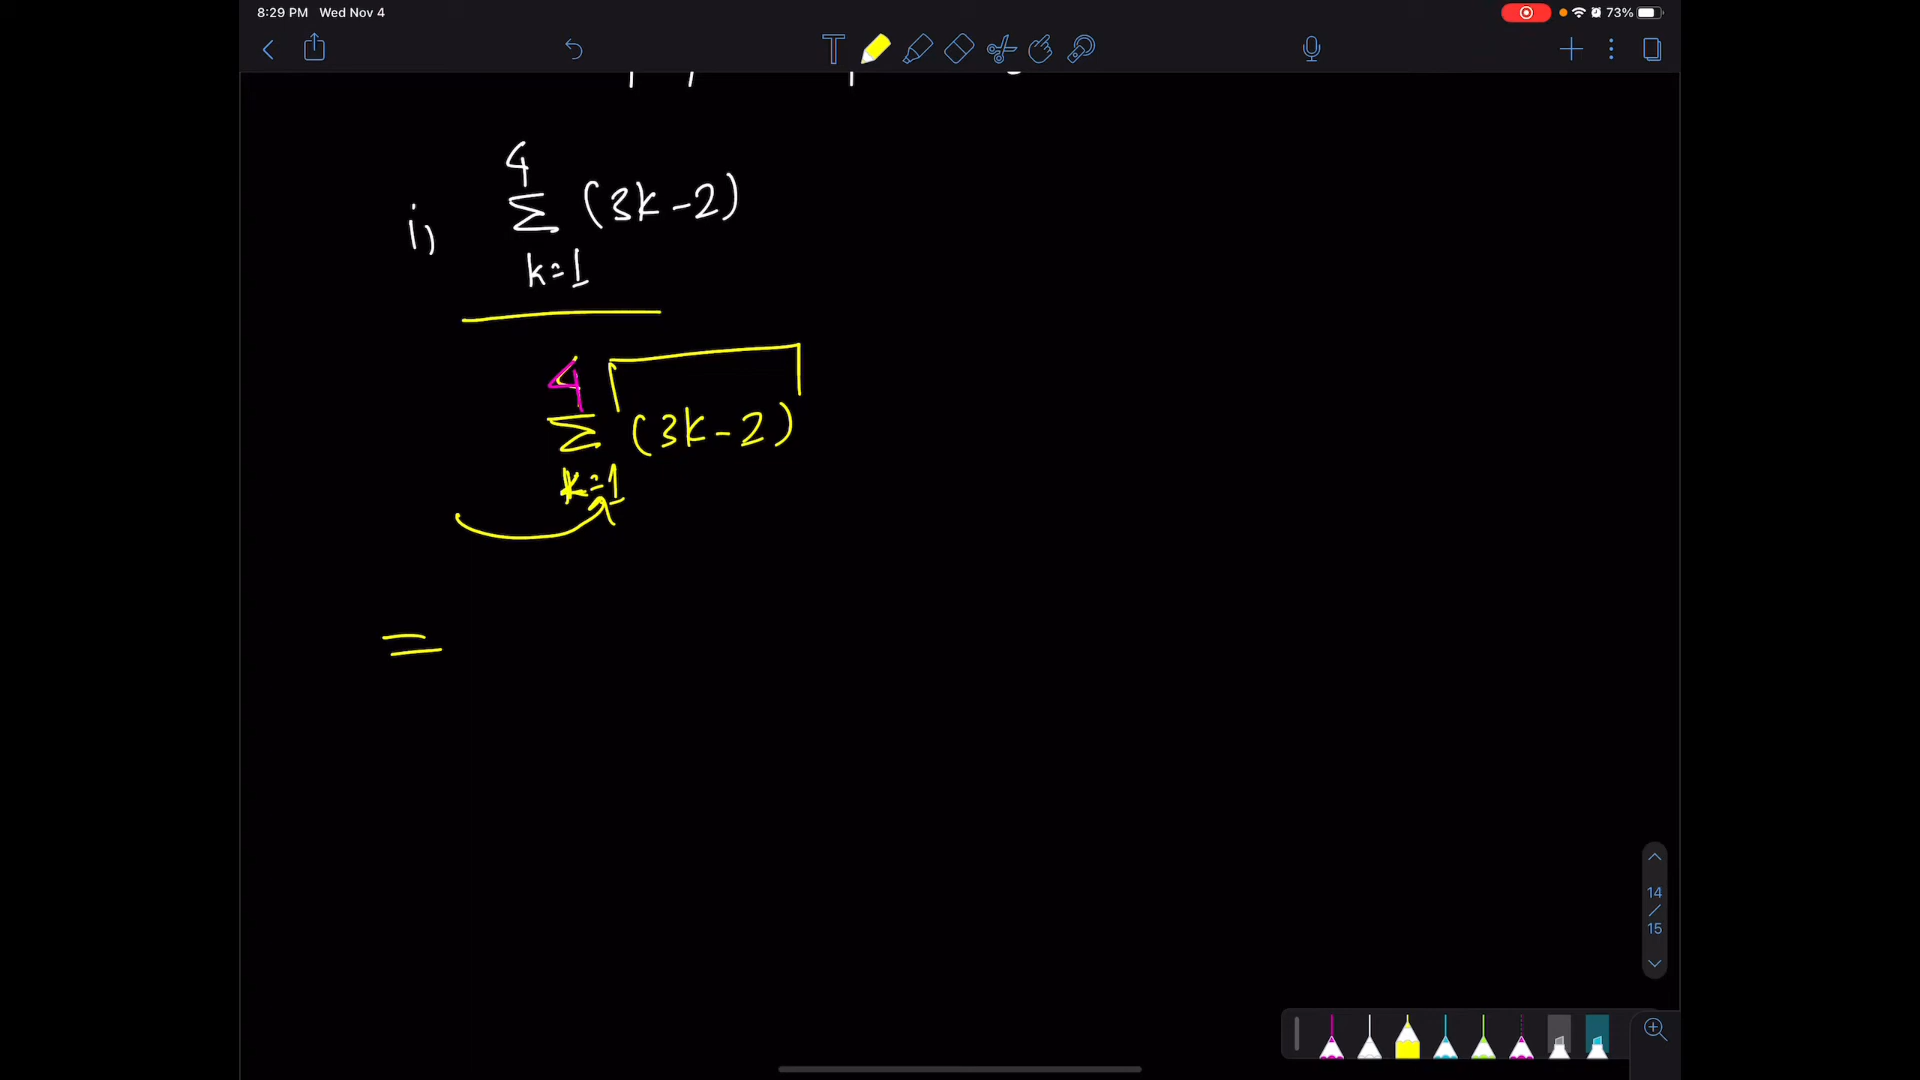 8:29 PM Wed Nov 4 73%
4
i) Σ (3k-2)
k=1
4
Σ (3k-2)
k=1
=
14
/
15